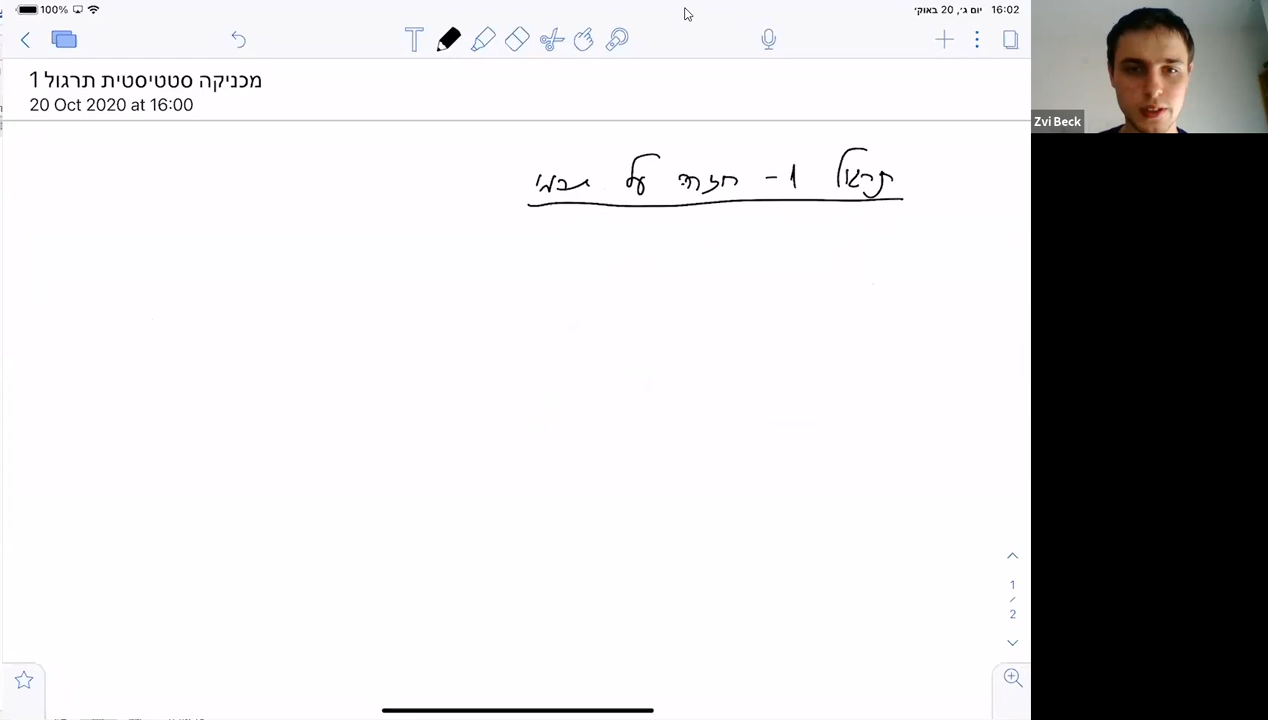 100%
16:02 יום ג׳, 20 באוק׳
T
מכניקה סטטיסטית תרגול 1
20 Oct 2020 at 16:00
Zvi Beck
תרגול 1 - חזרה על
1
/
2